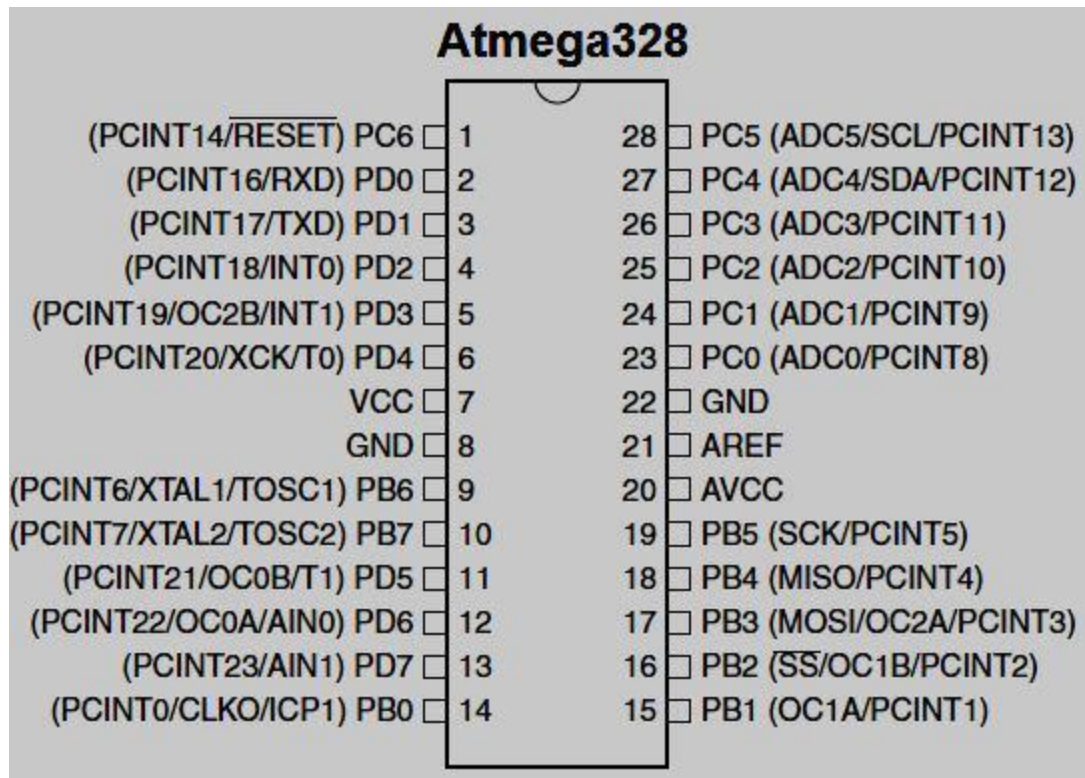 Atmega328
(PCINT14/RESET) PC6 1 28 PC5 (ADC5/SCL/PCINT13)
(PCINT16/RXD) PD0 2 27 PC4 (ADC4/SDA/PCINT12)
(PCINT17/TXD) PD1 3 26 PC3 (ADC3/PCINT11)
(PCINT18/INT0) PD2 4 25 PC2 (ADC2/PCINT10)
(PCINT19/OC2B/INT1) PD3 5 24 PC1 (ADC1/PCINT9)
(PCINT20/XCK/T0) PD4 6 23 PC0 (ADC0/PCINT8)
VCC 7 22 GND
GND 8 21 AREF
(PCINT6/XTAL1/TOSC1) PB6 9 20 AVCC
(PCINT7/XTAL2/TOSC2) PB7 10 19 PB5 (SCK/PCINT5)
(PCINT21/OC0B/T1) PD5 11 18 PB4 (MISO/PCINT4)
(PCINT22/OC0A/AIN0) PD6 12 17 PB3 (MOSI/OC2A/PCINT3)
(PCINT23/AIN1) PD7 13 16 PB2 (SS/OC1B/PCINT2)
(PCINT0/CLKO/ICP1) PB0 14 15 PB1 (OC1A/PCINT1)